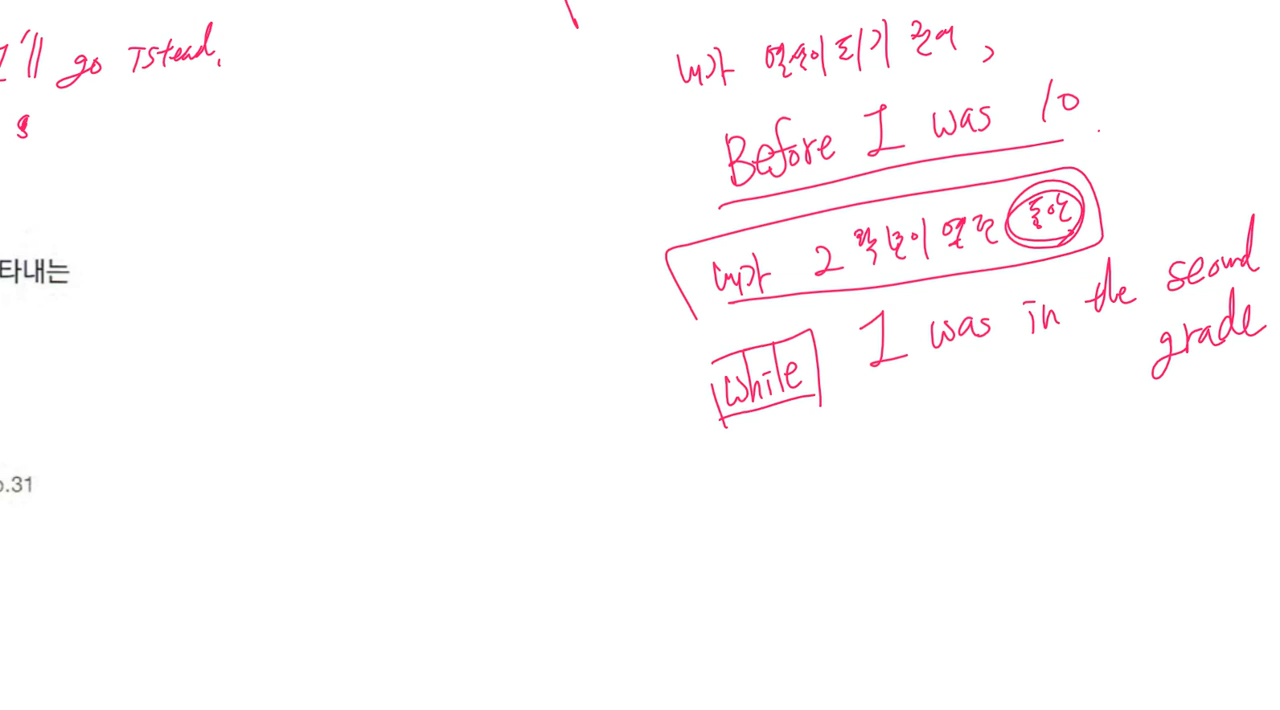 I'll go Tstead.
s
타내는
p.31
내가 열살이 되기 전에,
Before I was 10.
내가 2학년이었던 동안
while I was in the second
grade